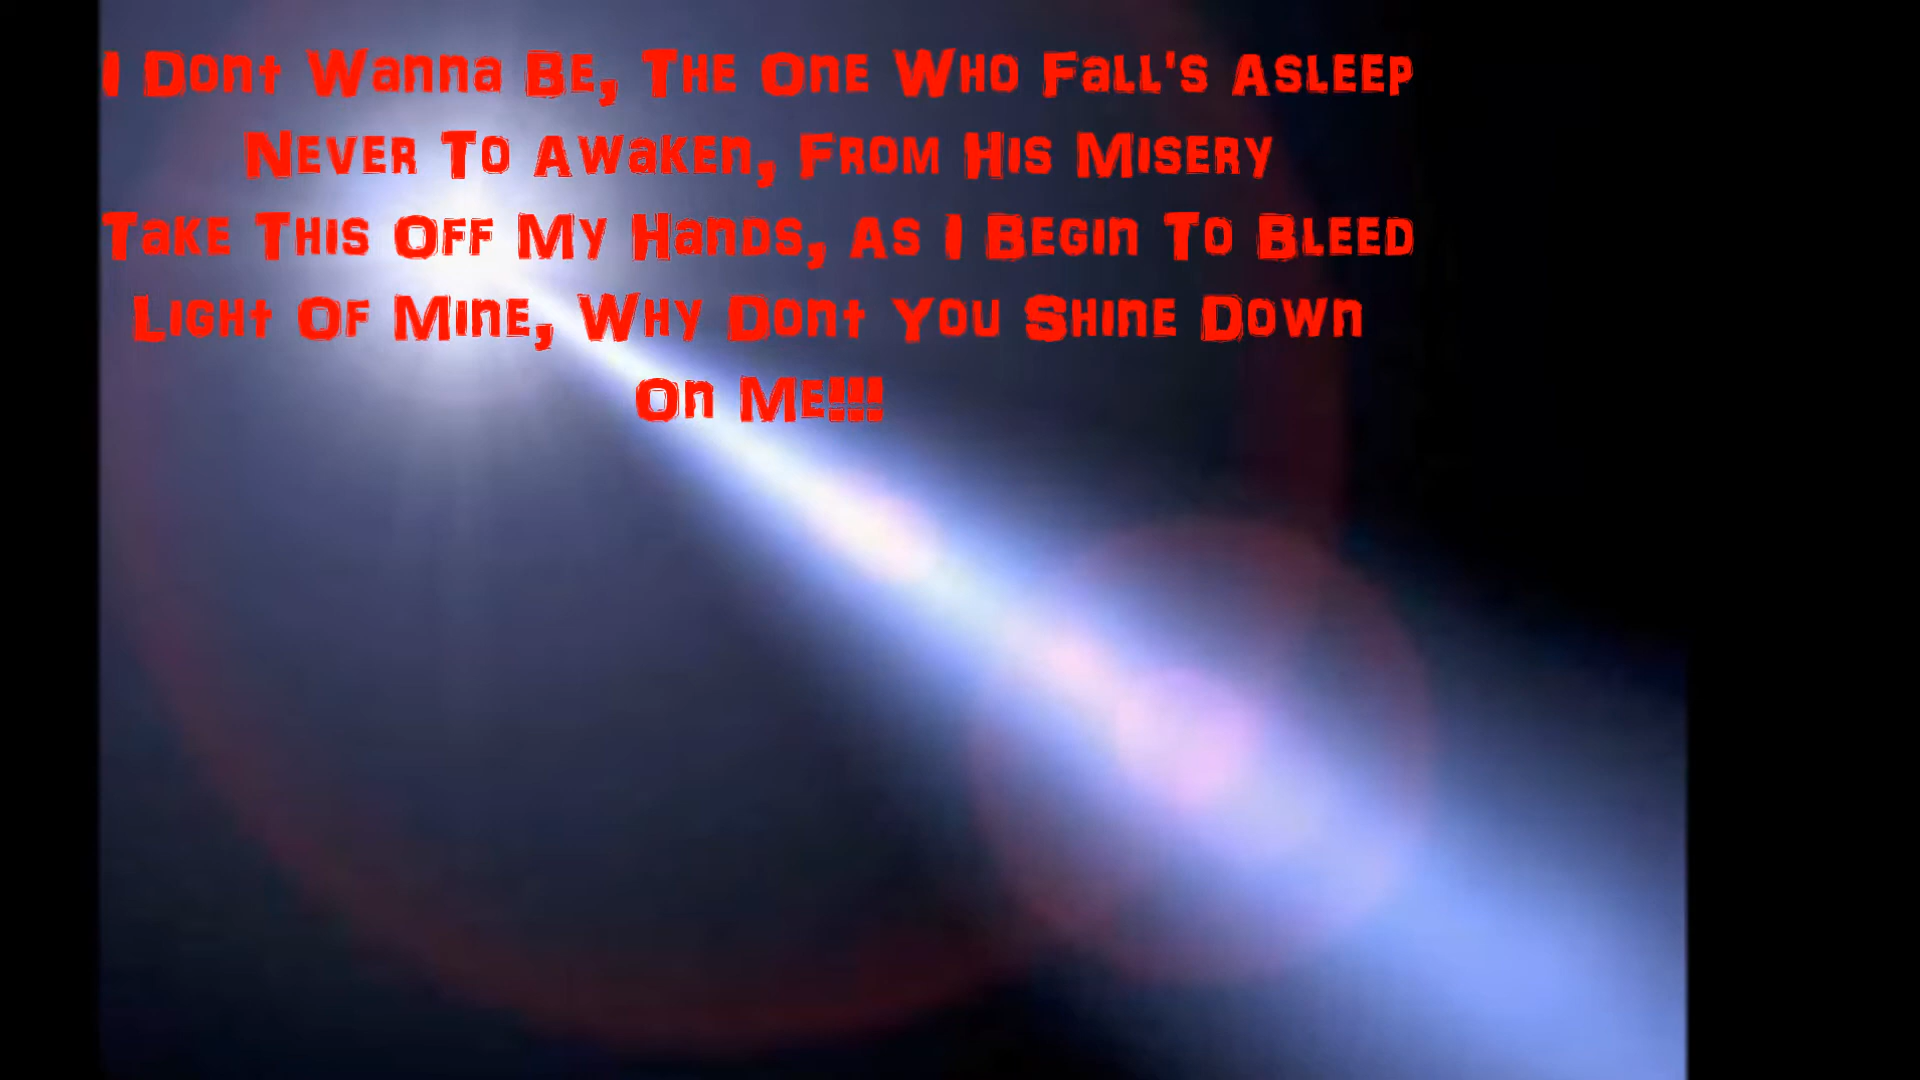 I Dont Wanna Be, The One Who Fall's Asleep
Never To Awaken, From His Misery
Take This Off My Hands, As I Begin To Bleed
Light Of Mine, Why Dont You Shine Down
On Me!!!